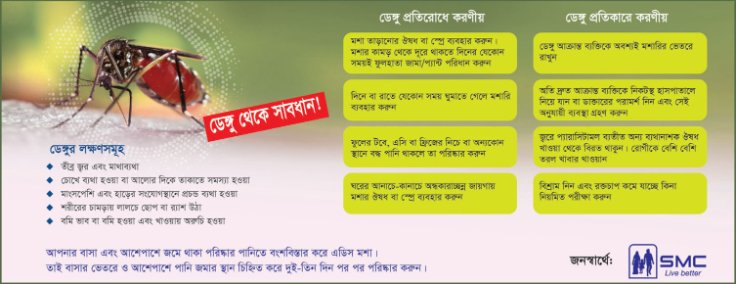 ডেঙ্গু থেকে সাবধান!
ডেঙ্গুর লক্ষণসমূহ
তীব্র জ্বর এবং মাথাব্যথা
চোখে ব্যথা হওয়া বা আলোর দিকে তাকাতে সমস্যা হওয়া
মাংসপেশি এবং হাড়ের সংযোগস্থানে প্রচন্ড ব্যথা হওয়া
শরীরের চামড়ায় লালচে ছোপ বা র‍্যাশ উঠা
বমি ভাব বা বমি হওয়া এবং খাওয়ায় অরুচি হওয়া
ডেঙ্গু প্রতিরোধে করণীয়
মশা তাড়ানোর ঔষধ বা স্প্রে ব্যবহার করুন।
মশার কামড় থেকে দূরে থাকতে দিনের যেকোন
সময়ই ফুলহাতা জামা/প্যান্ট পরিধান করুন
দিনে বা রাতে যেকোন সময় ঘুমাতে গেলে মশারি
ব্যবহার করুন
ফুলের টবে, এসি বা ফ্রিজের নিচে বা অন্যকোন
স্থানে বদ্ধ পানি থাকলে তা পরিষ্কার করুন
ঘরের আনাচে-কানাচে অন্ধকারাচ্ছন্ন জায়গায়
মশার ঔষধ বা স্প্রে ব্যবহার করুন
ডেঙ্গু প্রতিকারে করণীয়
ডেঙ্গু আক্রান্ত ব্যক্তিকে অবশ্যই মশারির ভেতরে
রাখুন
অতি দ্রুত আক্রান্ত ব্যক্তিকে নিকটস্থ হাসপাতালে
নিয়ে যান বা ডাক্তারের পরামর্শ নিন এবং সেই
অনুযায়ী ব্যবস্থা গ্রহণ করুন
জ্বরে প্যারাসিটামল ব্যতীত অন্য ব্যথানাশক ঔষধ
খাওয়া থেকে বিরত থাকুন। রোগীকে বেশি বেশি
তরল খাবার খাওয়ান
বিশ্রাম নিন এবং রক্তচাপ কমে যাচ্ছে কিনা
নিয়মিত পরীক্ষা করুন
আপনার বাসা এবং আশেপাশে জমে থাকা পরিষ্কার পানিতে বংশবিস্তার করে এডিস মশা।
তাই বাসার ভেতরে ও আশেপাশে পানি জমার স্থান চিহ্নিত করে দুই-তিন দিন পর পর পরিষ্কার করুন।
জনস্বার্থে:
SMC
Live better